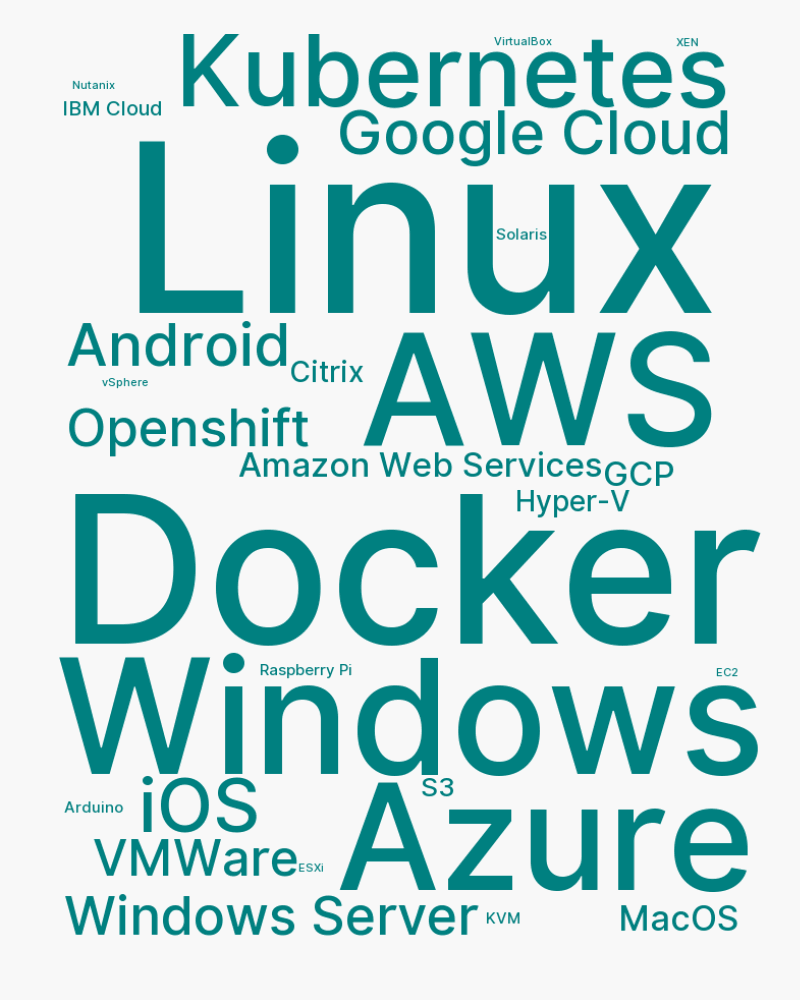 VirtualBox
XEN
Kubernetes
Nutanix
IBM Cloud
Google Cloud
Linux
Solaris
Android
Citrix
AWS
vSphere
Openshift
Amazon Web Services
GCP
Hyper-V
Docker
Windows
Raspberry Pi
EC2
iOS
S3
Azure
Arduino
VMWare
ESXi
Windows Server
KVM
MacOS